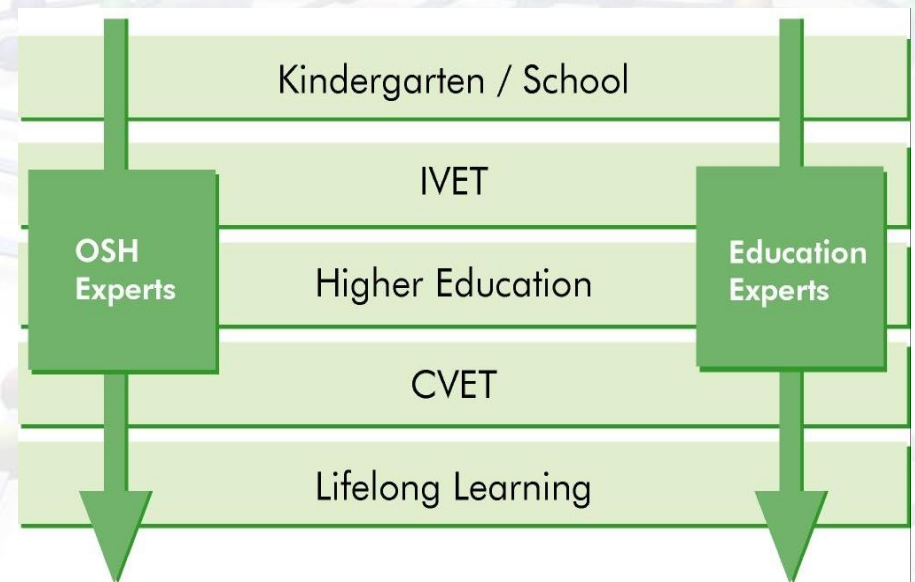 Kindergarten / School
IVET
OSH
Experts
Higher Education
Education
Experts
CVET
Lifelong Learning